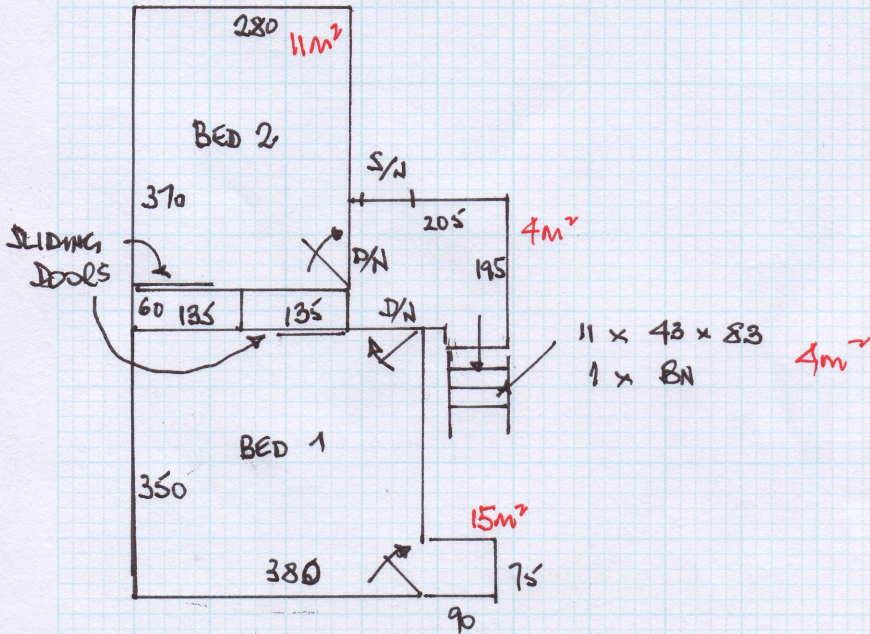 280
11m²
BED 2
S/N
370
205
4m²
SLIDING
DOORS
D/N
195
60
135
135
D/N
11 x 43 x 83
1 x BN
4m²
BED 1
350
15m²
380
75
90